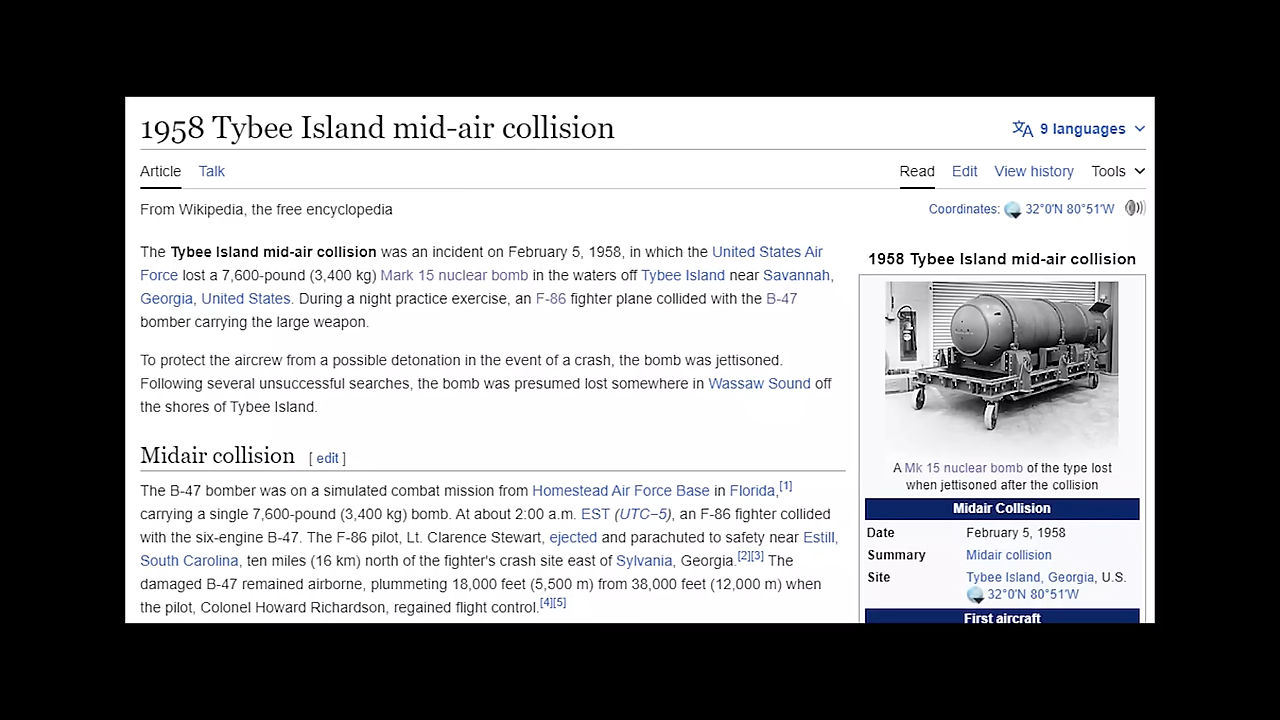 1958 Tybee Island mid-air collision
9 languages
Article Talk
Read Edit View history Tools
From Wikipedia, the free encyclopedia
Coordinates: 32°0′N 80°51′W
The Tybee Island mid-air collision was an incident on February 5, 1958, in which the United States Air
Force lost a 7,600-pound (3,400 kg) Mark 15 nuclear bomb in the waters off Tybee Island near Savannah,
Georgia, United States. During a night practice exercise, an F-86 fighter plane collided with the B-47
bomber carrying the large weapon.
To protect the aircrew from a possible detonation in the event of a crash, the bomb was jettisoned.
Following several unsuccessful searches, the bomb was presumed lost somewhere in Wassaw Sound off
the shores of Tybee Island.
Midair collision [ edit ]
The B-47 bomber was on a simulated combat mission from Homestead Air Force Base in Florida,[1]
carrying a single 7,600-pound (3,400 kg) bomb. At about 2:00 a.m. EST (UTC−5), an F-86 fighter collided
with the six-engine B-47. The F-86 pilot, Lt. Clarence Stewart, ejected and parachuted to safety near Estill,
South Carolina, ten miles (16 km) north of the fighter's crash site east of Sylvania, Georgia.[2][3] The
damaged B-47 remained airborne, plummeting 18,000 feet (5,500 m) from 38,000 feet (12,000 m) when
the pilot, Colonel Howard Richardson, regained flight control.[4][5]
1958 Tybee Island mid-air collision
A Mk 15 nuclear bomb of the type lost
when jettisoned after the collision
Midair Collision
Date February 5, 1958
Summary Midair collision
Site Tybee Island, Georgia, U.S.
32°0′N 80°51′W
First aircraft